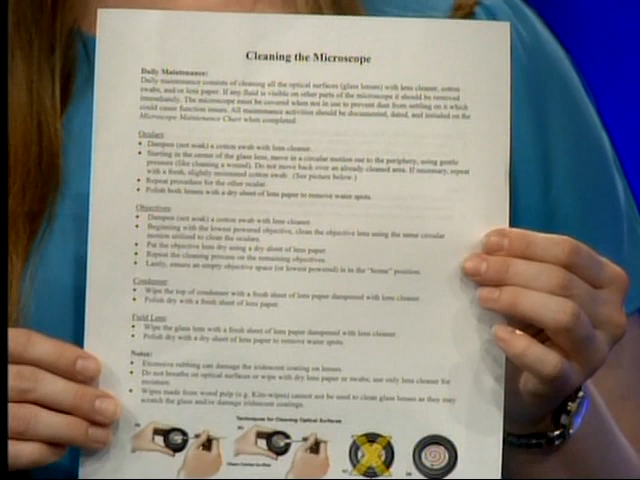 Cleaning the Microscope
Daily Maintenance:
Daily maintenance consists of cleaning all the optical surfaces (glass lenses) with lens cleaner, cotton
swabs, and/or lens paper. If any fluid is visible on other parts of the microscope it should be removed
immediately. The microscope must be covered when not in use to prevent dust from settling on it which
could cause function issues. All maintenance activities should be documented, dated, and initialed on the
Microscope Maintenance Chart when completed.
Oculars
• Dampen (not soak) a cotton swab with lens cleaner.
• Starting in the center of the glass lens, move in a circular motion out to the periphery, using gentle
pressure (like cleaning a wound). Do not move back over an already cleaned area. If necessary, repeat
with a fresh, slightly moistened cotton swab. (See picture below.)
• Repeat procedure for the other ocular.
• Polish both lenses with a dry sheet of lens paper to remove water spots.
Objectives:
• Dampen (not soak) a cotton swab with lens cleaner.
• Beginning with the lowest powered objective, clean the objective lens using the same circular
motion utilized to clean the oculars.
• Put the objective lens dry using a dry sheet of lens paper.
• Repeat the cleaning process on the remaining objectives.
• Lastly, ensure an empty objective space (or lowest powered) is in the "home" position.
Condenser:
• Wipe the top of condenser with a fresh sheet of lens paper dampened with lens cleaner.
• Polish dry with a fresh sheet of lens paper.
Field Lens:
• Wipe the glass lens with a fresh sheet of lens paper dampened with lens cleaner.
• Polish dry with a dry sheet of lens paper to remove water spots.
Notes:
• Excessive rubbing can damage the iridescent coating on lenses.
• Do not breathe on optical surfaces or wipe with dry lens paper or swabs; use only lens cleaner for
moisture.
• Wipes made from wood pulp (e.g. Kim-wipes) cannot be used to clean glass lenses as they may
scratch the glass and/or damage iridescent coatings.
Techniques for Cleaning Optical Surfaces